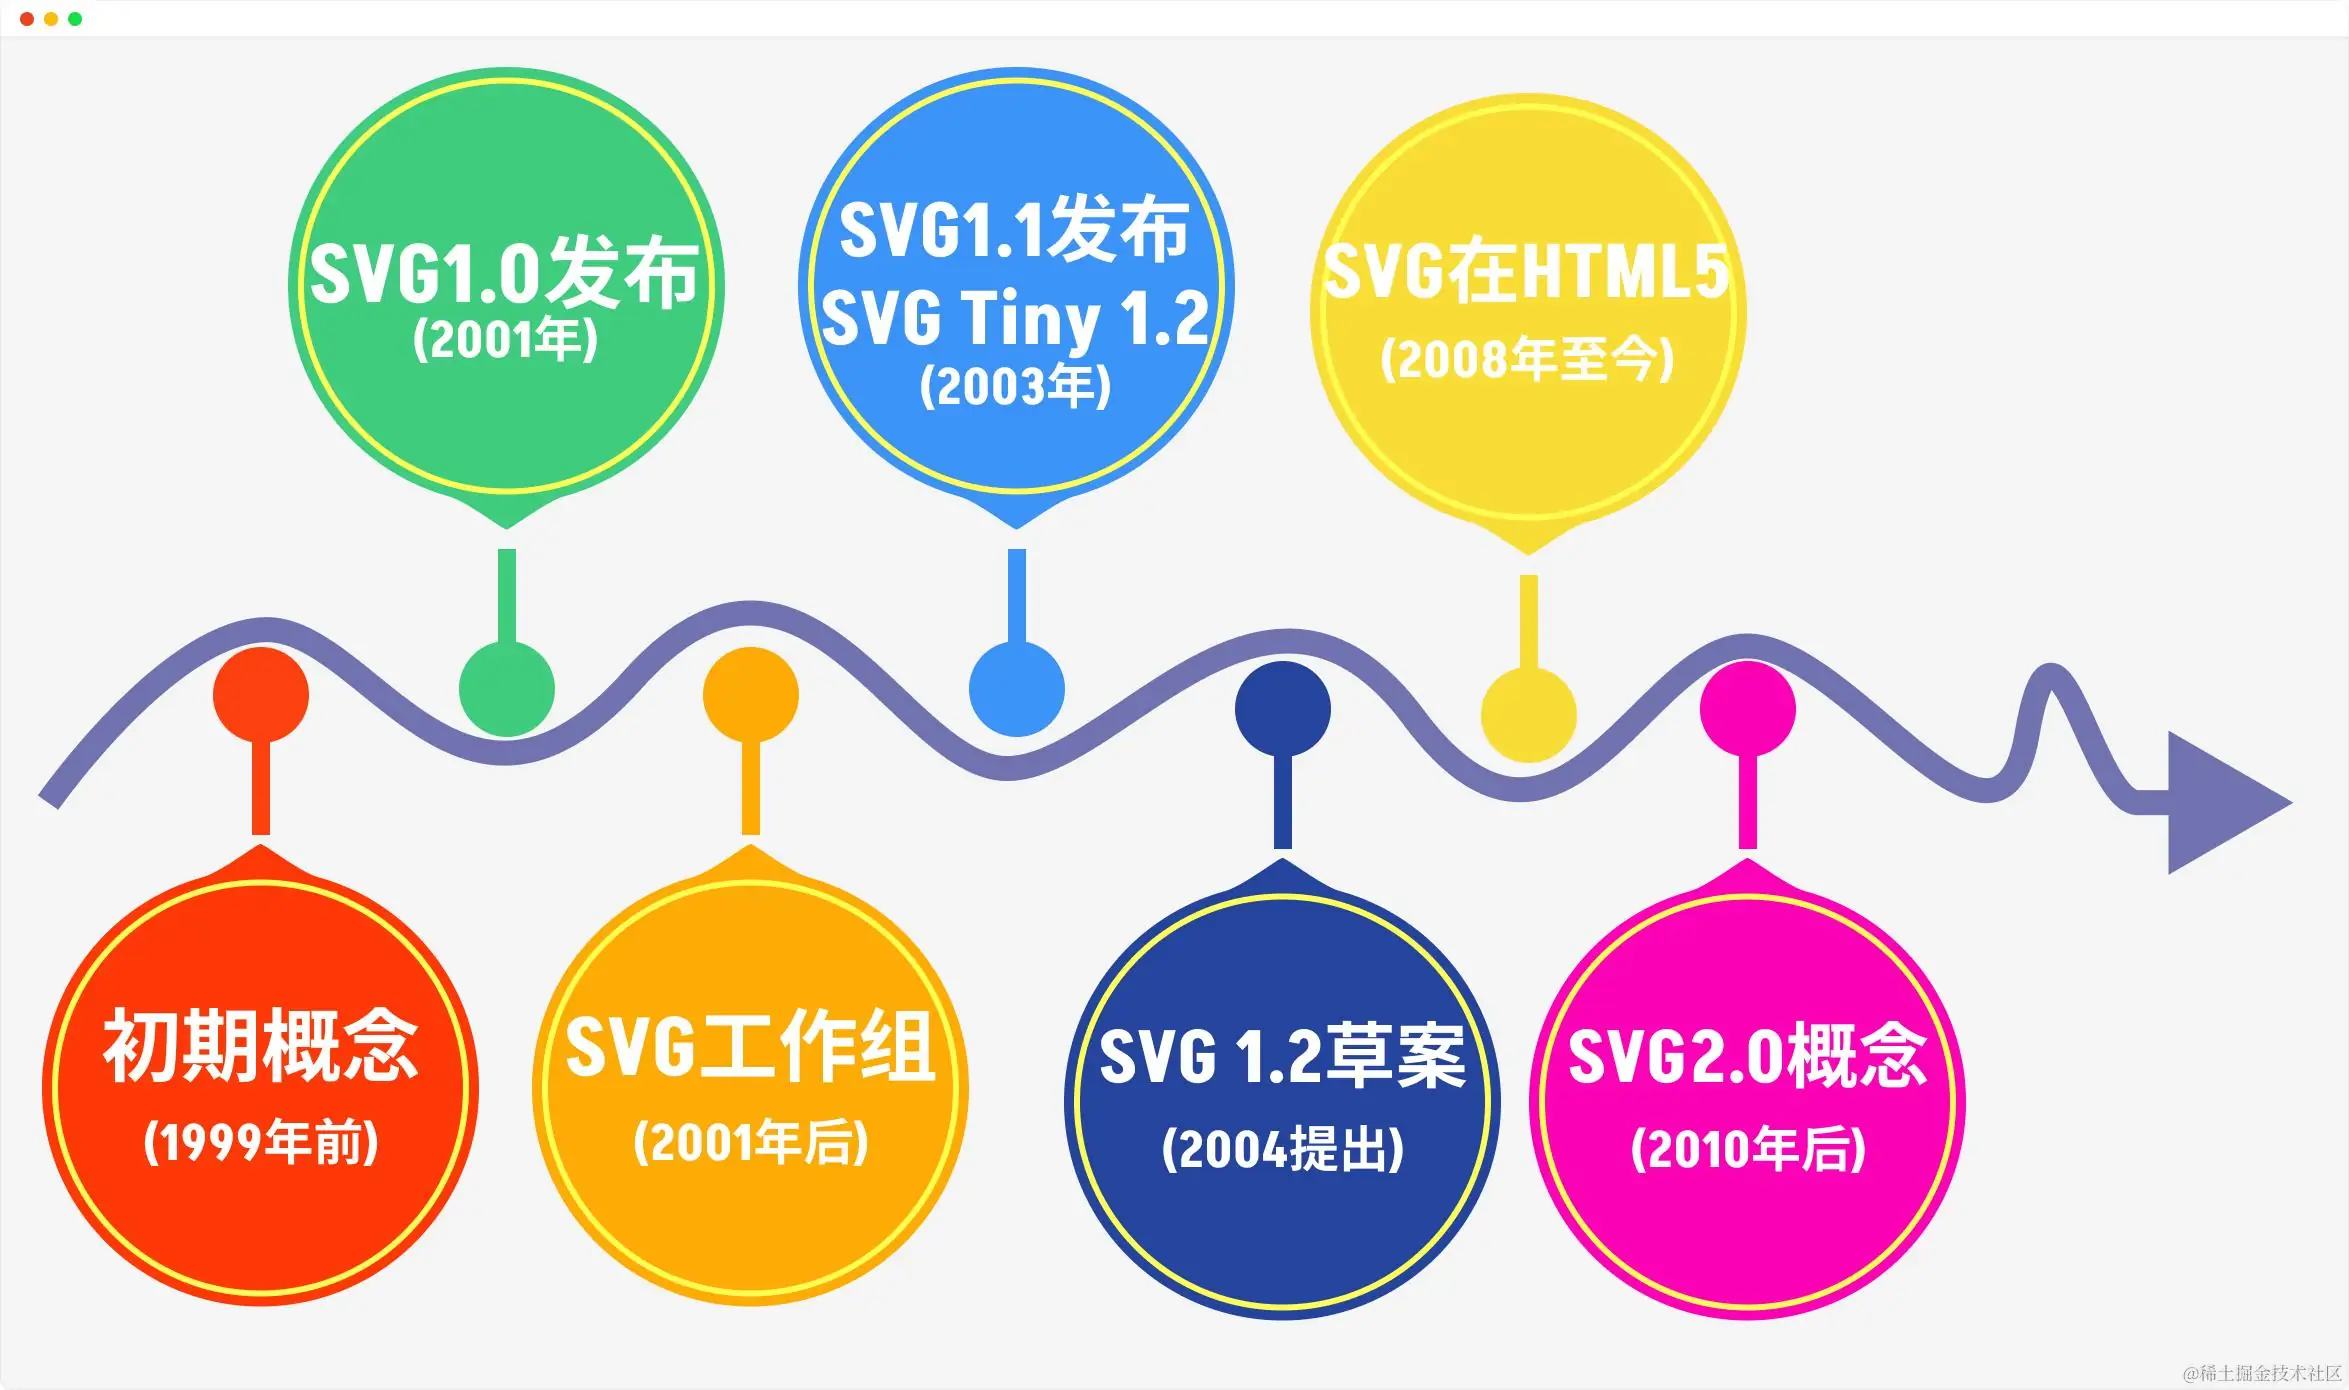 SVG1.0发布
(2001年)
SVG1.1发布
SVG Tiny 1.2
(2003年)
SVG在HTML5
(2008年至今)
初期概念
(1999年前)
SVG工作组
(2001年后)
SVG 1.2草案
(2004提出)
SVG2.0概念
(2010年后)
@稀土掘金技术社区